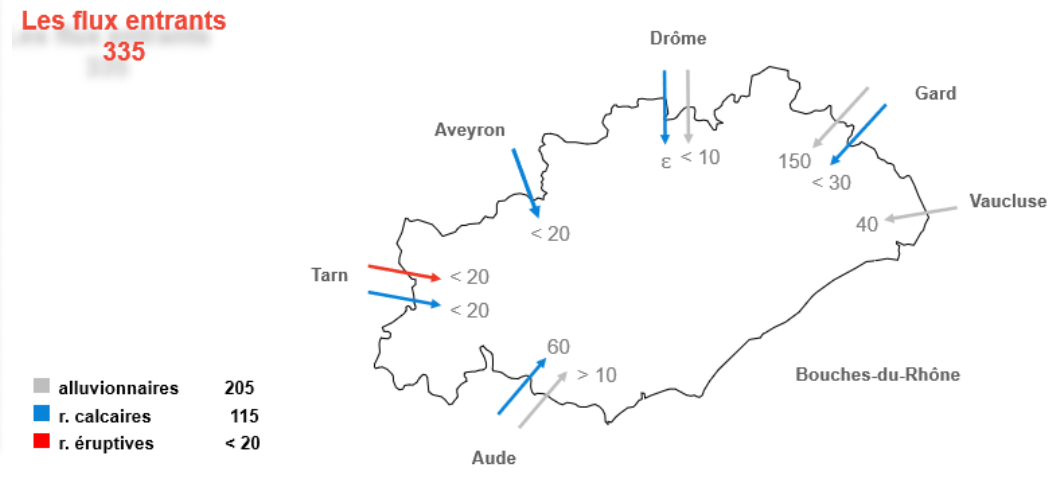 Les flux entrants
335
Drôme
Gard
Aveyron
ε < 10
150
< 30
Vaucluse
40
< 20
Tarn
< 20
< 20
60
> 10
Bouches-du-Rhône
alluvionnaires 205
r. calcaires 115
r. éruptives < 20
Aude